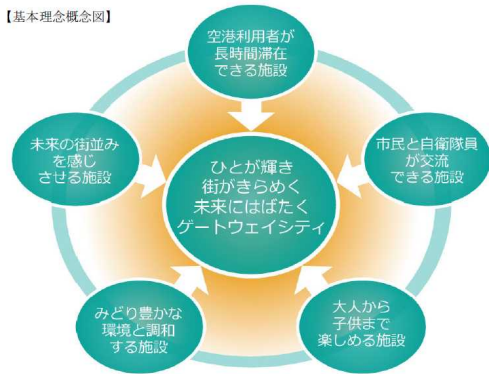 【基本理念概念図】
空港利用者が
長時間滞在
できる施設
未来の街並み
を感じ
させる施設
市民と自衛隊員
が交流
できる施設
ひとが輝き
街がきらめく
未来にはばたく
ゲートウェイシティ
みどり豊かな
環境と調和
する施設
大人から
子供まで
楽しめる施設